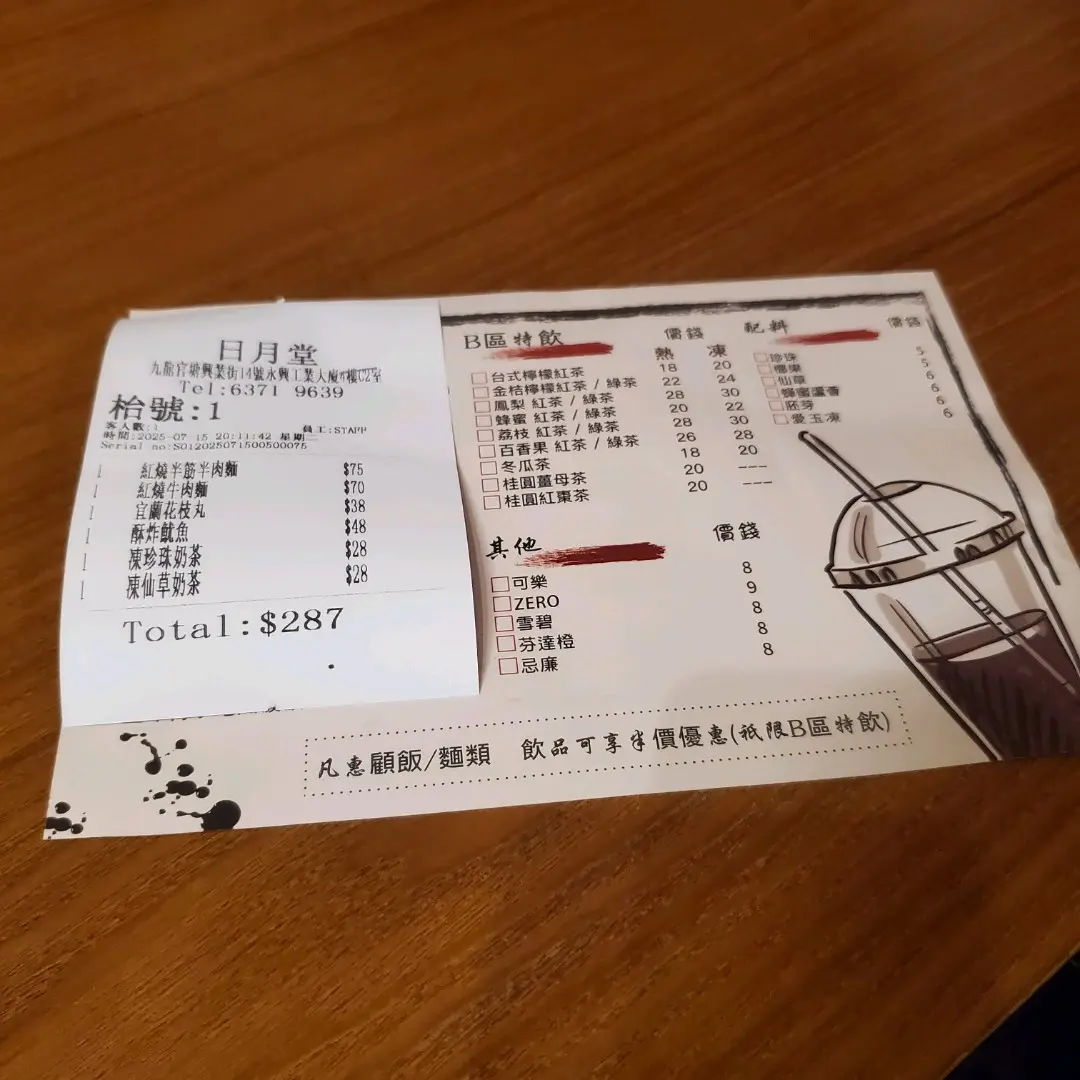 日月堂
九龍官塘興業街14號永興工業大廈樓C2室
Tel:6371 9639
枱號:1
客人數:1
員工:STAFF
時間:2025-07-15 20:11:42 星期二
Serial no:S012025071500500075
1 紅燒半筋半肉麵 $75
1 紅燒牛肉麵 $70
1 宜蘭花枝丸 $38
1 酥炸魷魚 $48
1 凍珍珠奶茶 $28
1 凍仙草奶茶 $28
Total:$287
B區特飲 價錢
熱 凍
台式檸檬紅茶 18 20
金桔檸檬紅茶 / 綠茶 22 24
鳳梨 紅茶 / 綠茶 28 30
蜂蜜 紅茶 / 綠茶 20 22
荔枝 紅茶 / 綠茶 28 30
百香果 紅茶 / 綠茶 26 28
冬瓜茶 18 20
桂圓薑母茶 20 ---
桂圓紅棗茶 20 ---
配料 價錢
珍珠 5
椰果 5
仙草 6
蜂蜜蘆薈 6
胚芽 6
愛玉凍 6
其他 價錢
可樂 8
ZERO 9
雪碧 8
芬達橙 8
忌廉 8
凡惠顧飯/麵類 飲品可享半價優惠(祇限B區特飲)